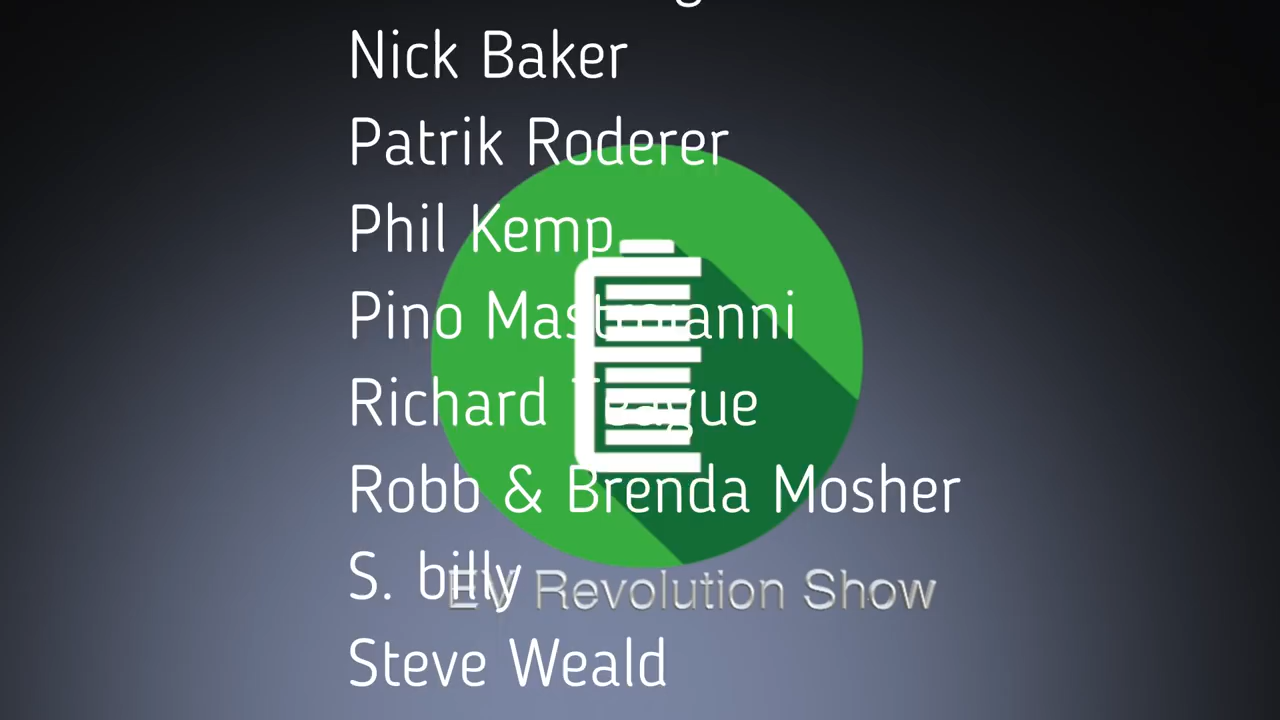 Nick Baker
Patrik Roderer
Phil Kemp
Pino Mastroianni
Richard Teague
Robb & Brenda Mosher
S. billy
EV Revolution Show
Steve Weald